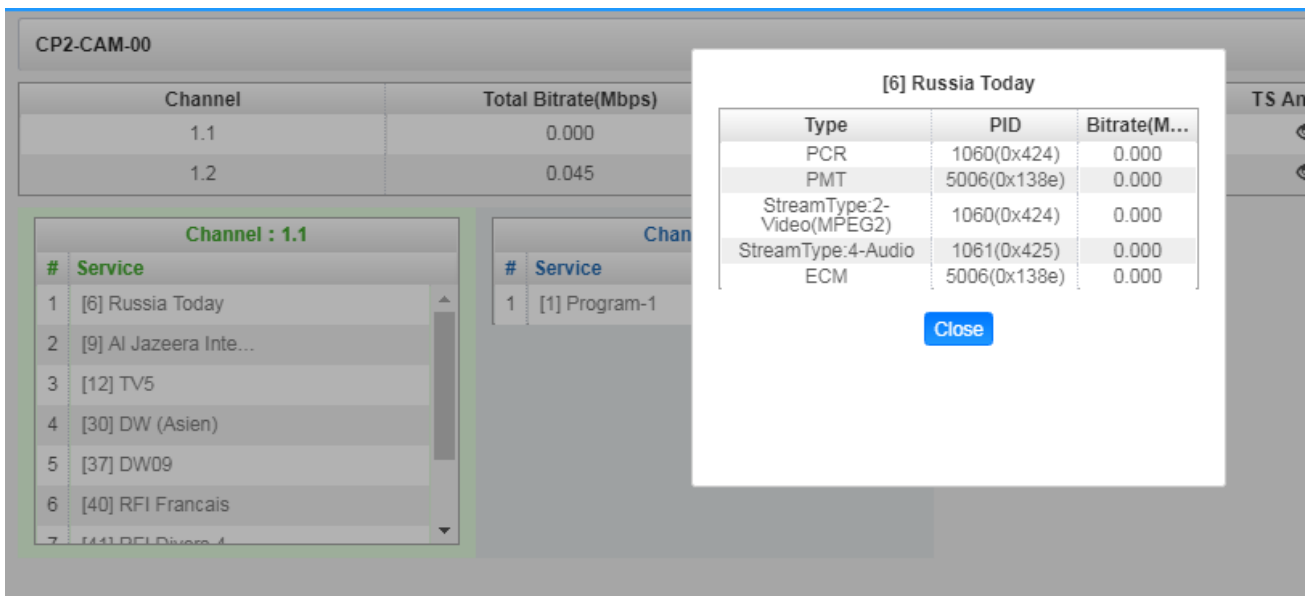 CP2-CAM-00
Channel Total Bitrate(Mbps) TS An
1.1 0.000
1.2 0.045
[6] Russia Today
Type PID Bitrate(M...
PCR 1060(0x424) 0.000
PMT 5006(0x138e) 0.000
StreamType:2-
Video(MPEG2) 1060(0x424) 0.000
StreamType:4-Audio 1061(0x425) 0.000
ECM 5006(0x138e) 0.000
Close
Channel : 1.1
# Service
1 [6] Russia Today
2 [9] Al Jazeera Inte...
3 [12] TV5
4 [30] DW (Asien)
5 [37] DW09
6 [40] RFI Francais
7 [41] RFI
Chan
# Service
1 [1] Program-1